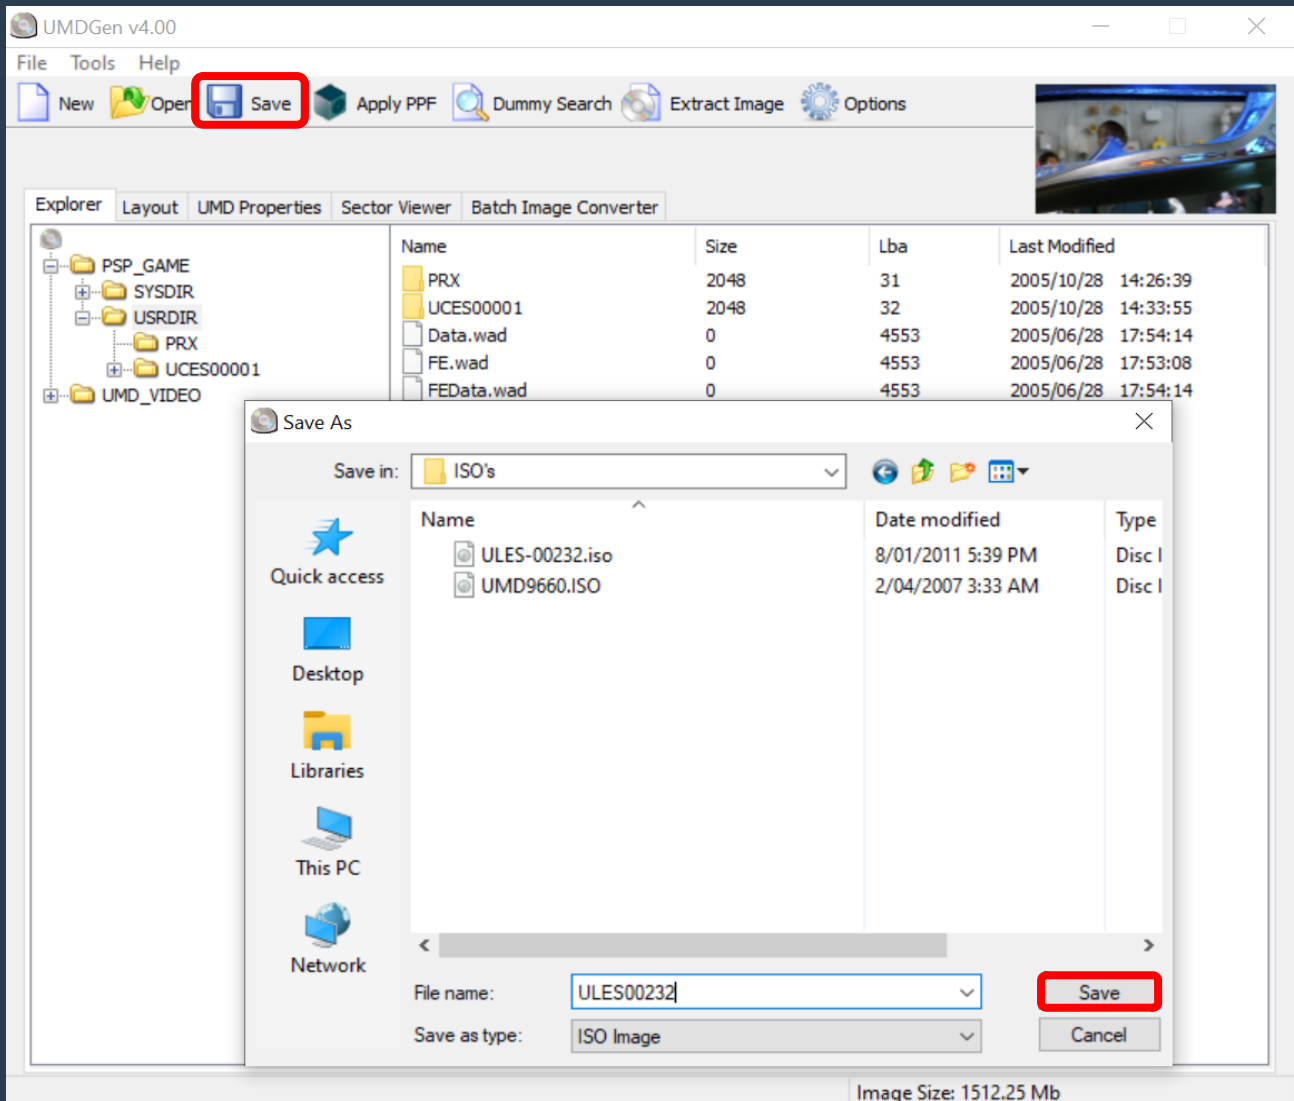 UMDGen v4.00
File Tools Help
New Open Save Apply PPF Dummy Search Extract Image Options
Explorer Layout UMD Properties Sector Viewer Batch Image Converter
Name Size Lba Last Modified
PSP_GAME
SYSDIR
USRDIR
PRX
UCES00001
UMD_VIDEO
PRX 2048 31 2005/10/28 14:26:39
UCES00001 2048 32 2005/10/28 14:33:55
Data.wad 0 4553 2005/06/28 17:54:14
FE.wad 0 4553 2005/06/28 17:53:08
FEData.wad 0 4553 2005/06/28 17:54:14
Save As
Save in: ISO's
Quick access
Desktop
Libraries
This PC
Network
Name Date modified Type
ULES-00232.iso 8/01/2011 5:39 PM Disc I
UMD9660.ISO 2/04/2007 3:33 AM Disc I
File name: ULES00232 Save
Save as type: ISO Image Cancel
Image Size: 1512.25 Mb